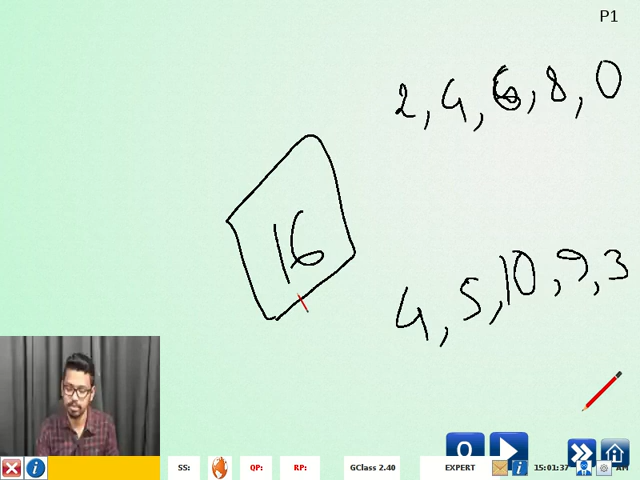 P1
2, 4, 6, 8, 0
16
4, 5, 10, 9, 3
SS: QP: RP: GClass 2.40 EXPERT 15:01:37 AM